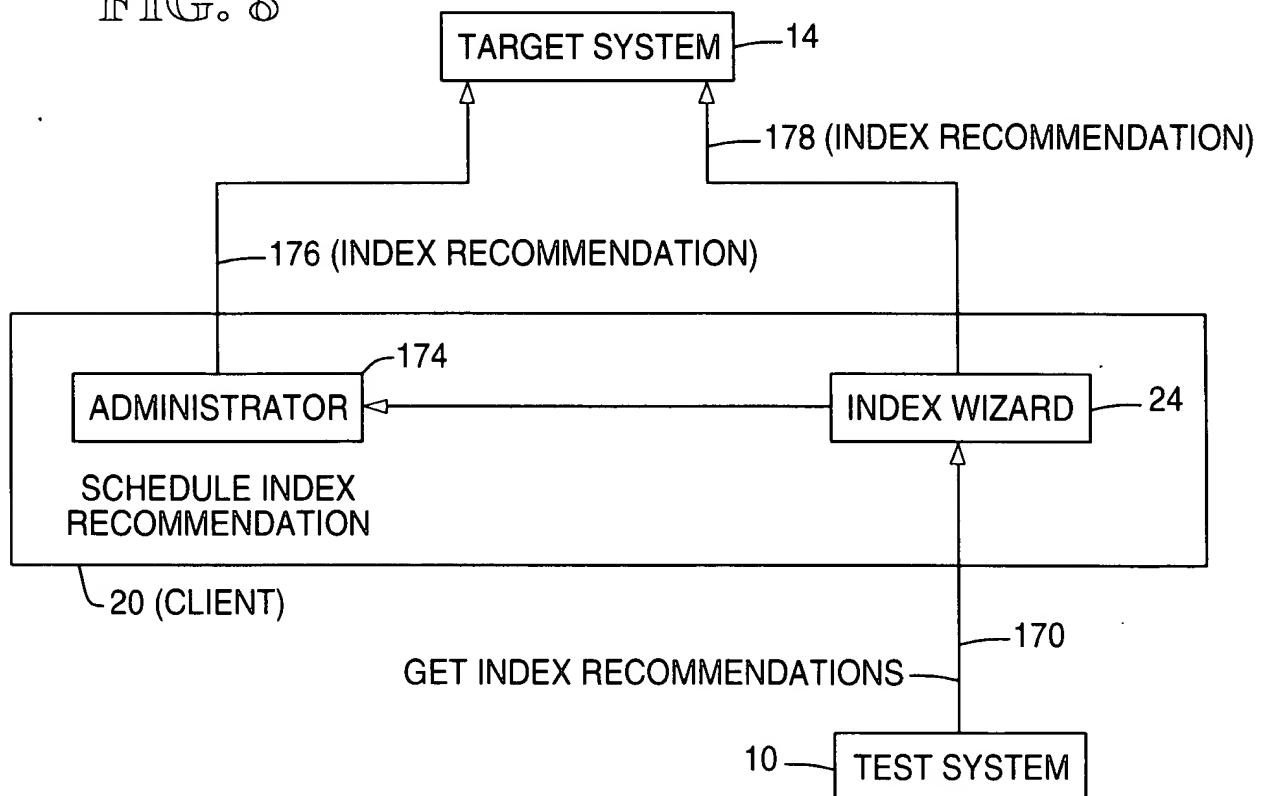 FIG. 8
TARGET SYSTEM
14
178 (INDEX RECOMMENDATION)
176 (INDEX RECOMMENDATION)
174
ADMINISTRATOR
INDEX WIZARD
24
SCHEDULE INDEX
RECOMMENDATION
20 (CLIENT)
170
GET INDEX RECOMMENDATIONS
10
TEST SYSTEM